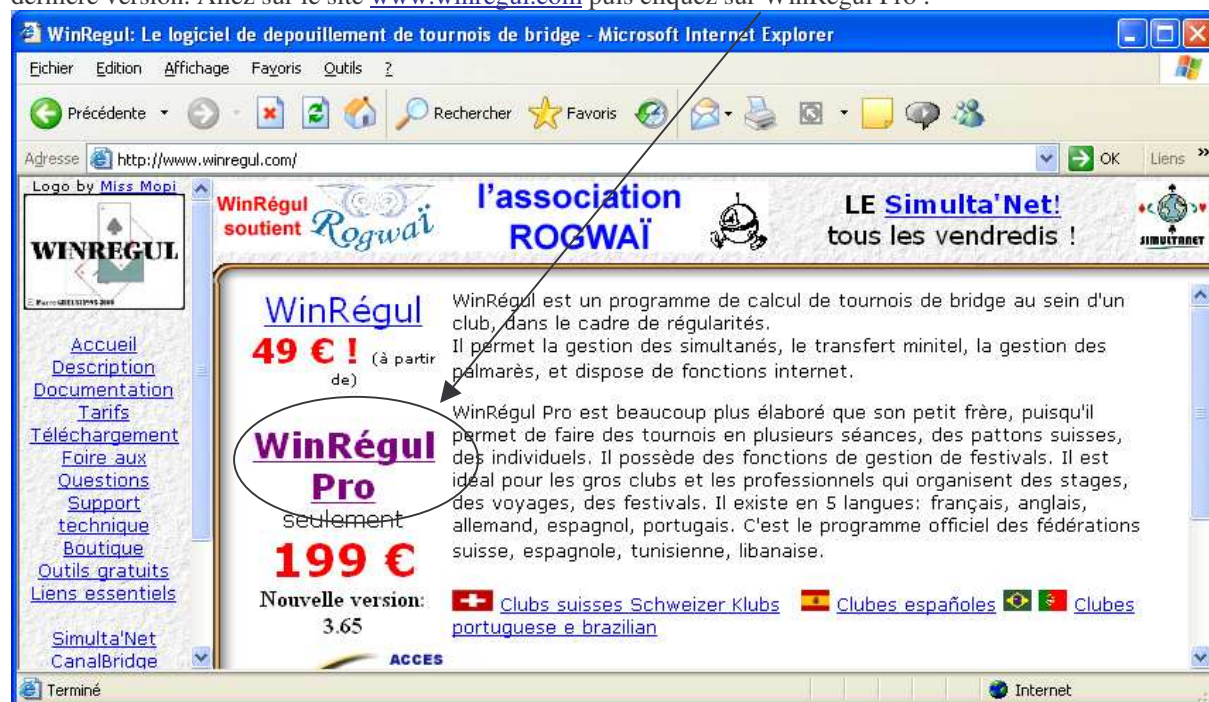 dernière version. Allez sur le site www.winregul.com puis cliquez sur WinRégul Pro :
WinRegul: Le logiciel de depouillement de tournois de bridge - Microsoft Internet Explorer
Fichier Edition Affichage Favoris Outils ?
Précédente Rechercher Favoris
Adresse http://www.winregul.com/ OK Liens »
Logo by Miss Mopi
WINREGUL
WinRégul
soutient Rogwaï
l'association
ROGWAÏ
LE Simulta'Net!
tous les vendredis !
SIMULTANET
Accueil
Description
Documentation
Tarifs
Téléchargement
Foire aux
Questions
Support
technique
Boutique
Outils gratuits
Liens essentiels
Simulta'Net
CanalBridge
WinRégul
49 € ! (à partir
de)
WinRégul
Pro
seulement
199 €
Nouvelle version:
3.65
ACCES
WinRégul est un programme de calcul de tournois de bridge au sein d'un
club, dans le cadre de régularités.
Il permet la gestion des simultanés, le transfert minitel, la gestion des
palmarès, et dispose de fonctions internet.
WinRégul Pro est beaucoup plus élaboré que son petit frère, puisqu'il
permet de faire des tournois en plusieurs séances, des pattons suisses,
des individuels. Il possède des fonctions de gestion de festivals. Il est
idéal pour les gros clubs et les professionnels qui organisent des stages,
des voyages, des festivals. Il existe en 5 langues: français, anglais,
allemand, espagnol, portugais. C'est le programme officiel des fédérations
suisse, espagnole, tunisienne, libanaise.
Clubs suisses Schweizer Klubs Clubes españoles Clubes
portuguese e brazilian
Terminé Internet